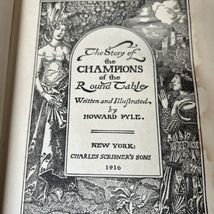 The Story of
the
CHAMPIONS
of the
Round Table
Written and Illustrated
by
HOWARD PYLE.
NEW YORK:
CHARLES SCRIBNER'S SONS
1916